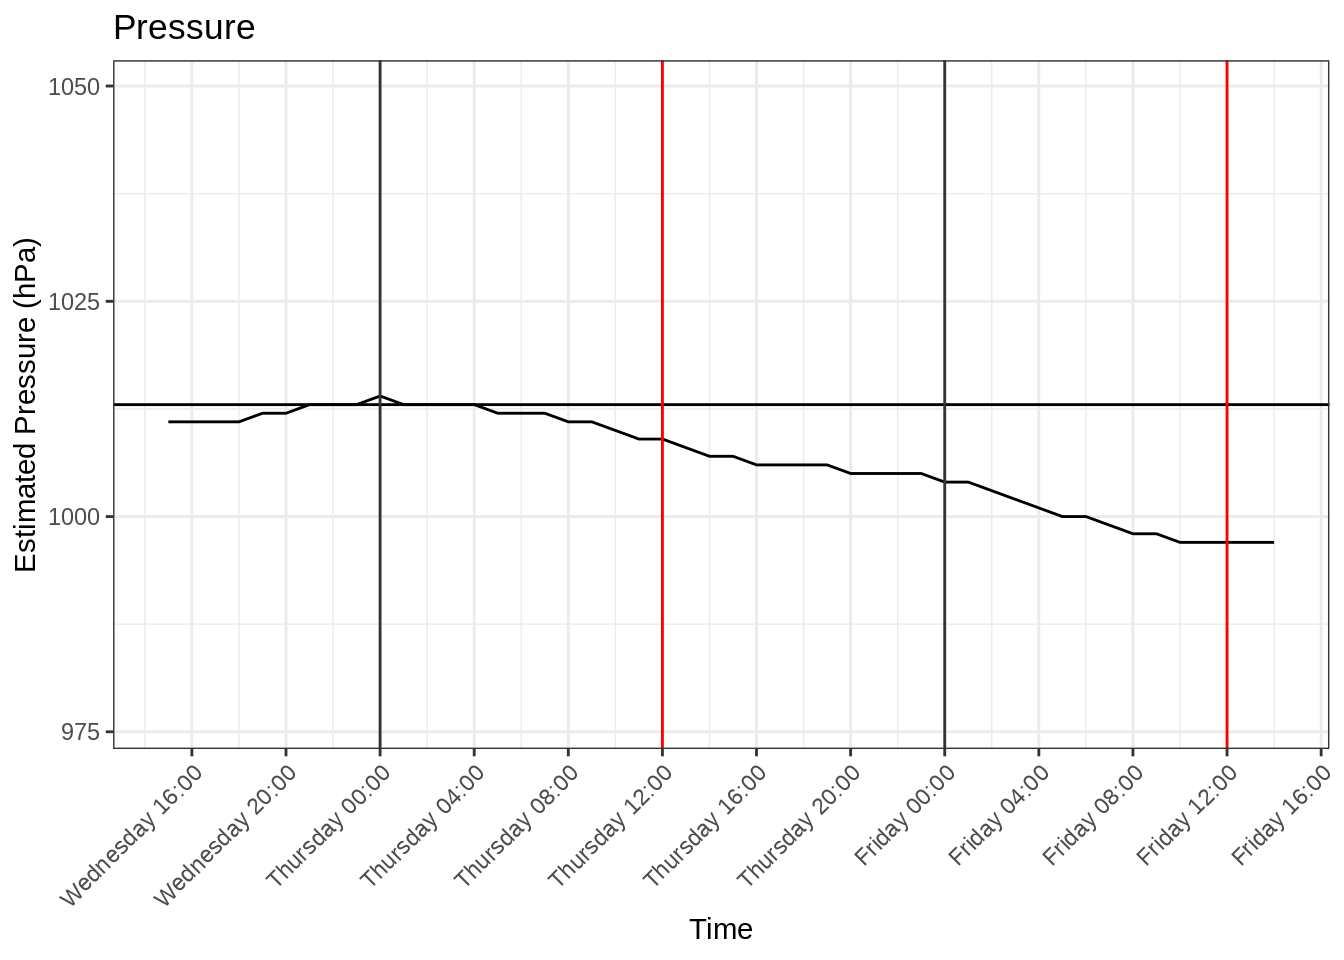 Pressure
Estimated Pressure (hPa)
1050
1025
1000
975
Wednesday 16:00
Wednesday 20:00
Thursday 00:00
Thursday 04:00
Thursday 08:00
Thursday 12:00
Thursday 16:00
Thursday 20:00
Friday 00:00
Friday 04:00
Friday 08:00
Friday 12:00
Friday 16:00
Time